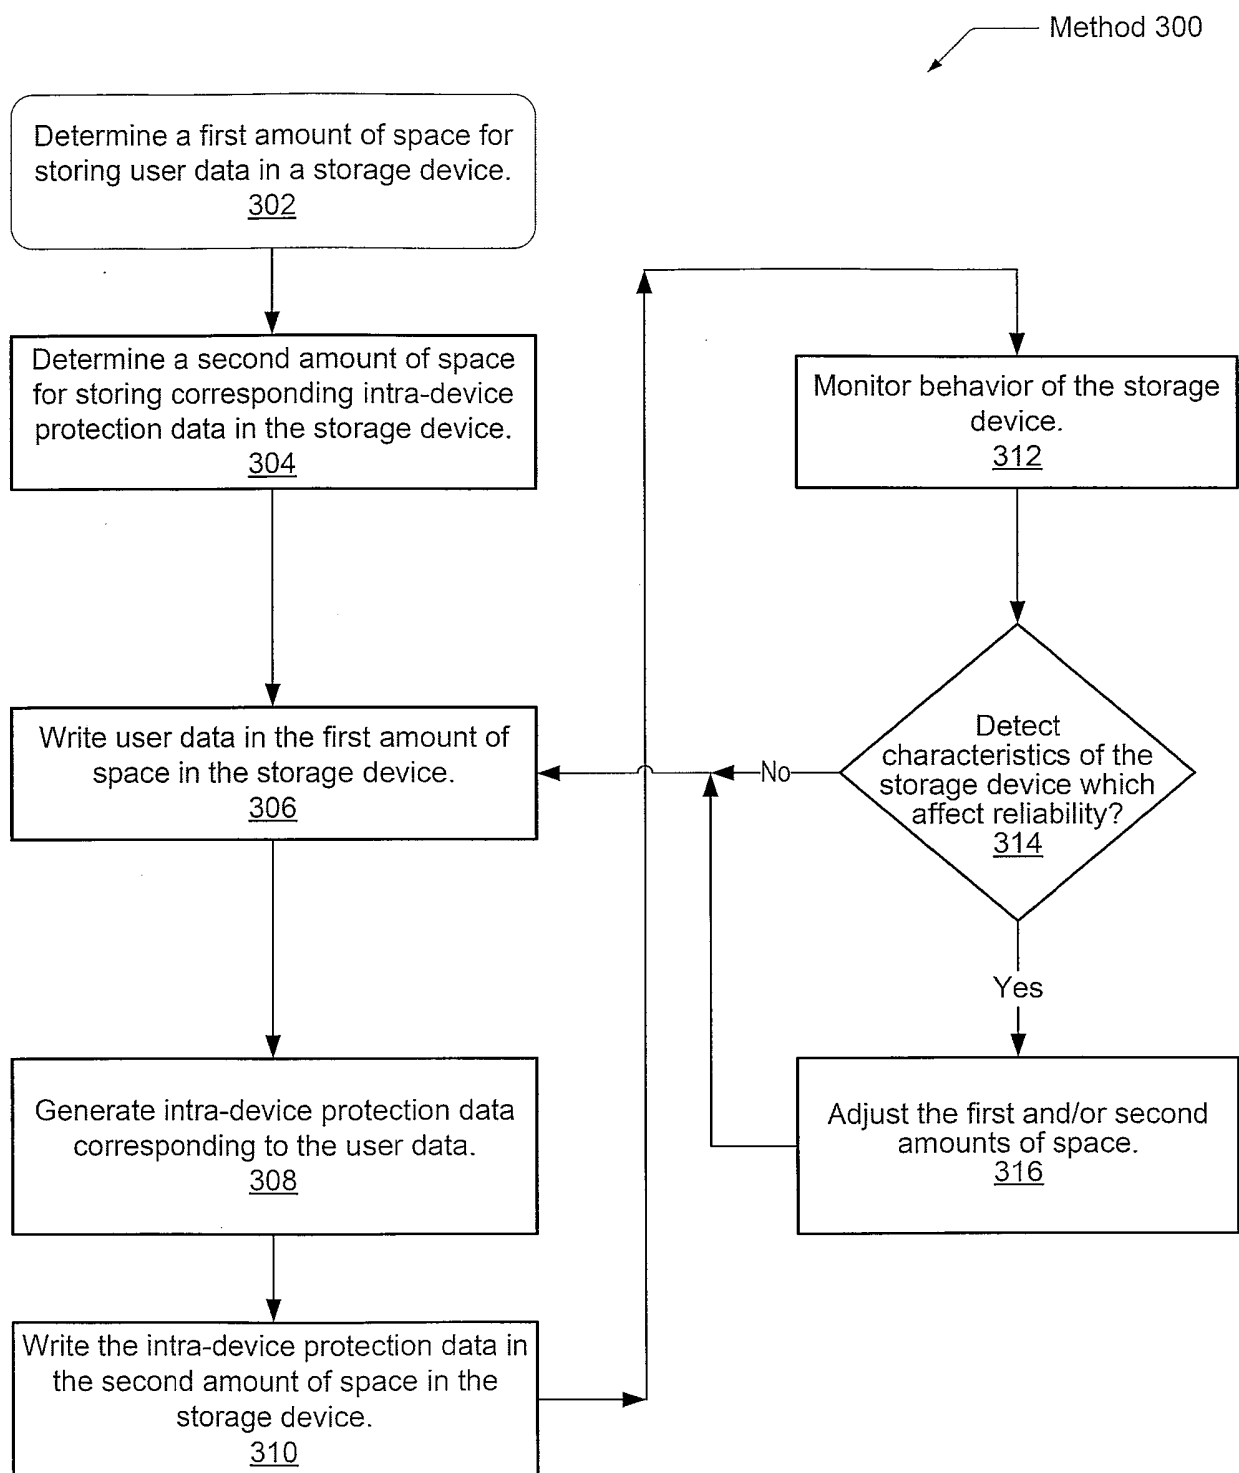 Method 300
Determine a first amount of space for
storing user data in a storage device.
302
Determine a second amount of space
for storing corresponding intra-device
protection data in the storage device.
304
Write user data in the first amount of
space in the storage device.
306
Generate intra-device protection data
corresponding to the user data.
308
Write the intra-device protection data in
the second amount of space in the
storage device.
310
Monitor behavior of the storage
device.
312
Detect
characteristics of the
storage device which
affect reliability?
314
No
Yes
Adjust the first and/or second
amounts of space.
316